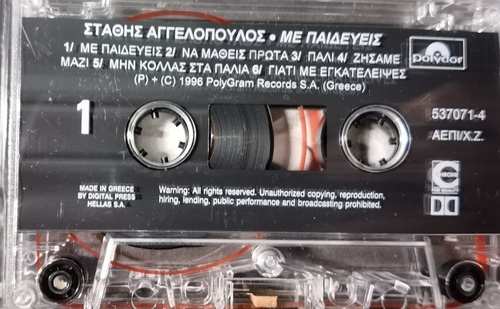 ΣΤΑΘΗΣ ΑΓΓΕΛΟΠΟΥΛΟΣ • ΜΕ ΠΑΙΔΕΥΕΙΣ
1/ ΜΕ ΠΑΙΔΕΥΕΙΣ 2/ ΝΑ ΜΑΘΕΙΣ ΠΡΩΤΑ 3/ ΠΑΛΙ 4/ ΖΗΣΑΜΕ
ΜΑΖΙ 5/ ΜΗΝ ΚΟΛΛΑΣ ΣΤΑ ΠΑΛΙΑ 6/ ΓΙΑΤΙ ΜΕ ΕΓΚΑΤΕΛΕΙΨΕΣ
(P) + (C) 1996 PolyGram Records S.A. (Greece)
polydor
1
537071-4
ΑΕΠΙ/Χ.Ζ.
MADE IN GREECE
BY DIGITAL PRESS
HELLAS S.A.
Warning: All rights reserved. Unauthorized copying, reproduction,
hiring, lending, public performance and broadcasting prohibited.